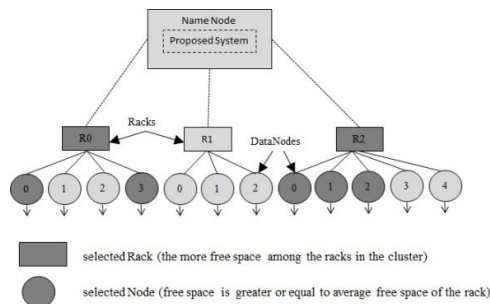 Name Node
Proposed System
Racks
R0 R1 DataNodes R2
0 1 2 3 0 1 2 0 1 2 3 4
selected Rack (the more free space among the racks in the cluster)
selected Node (free space is greater or equal to average free space of the rack)